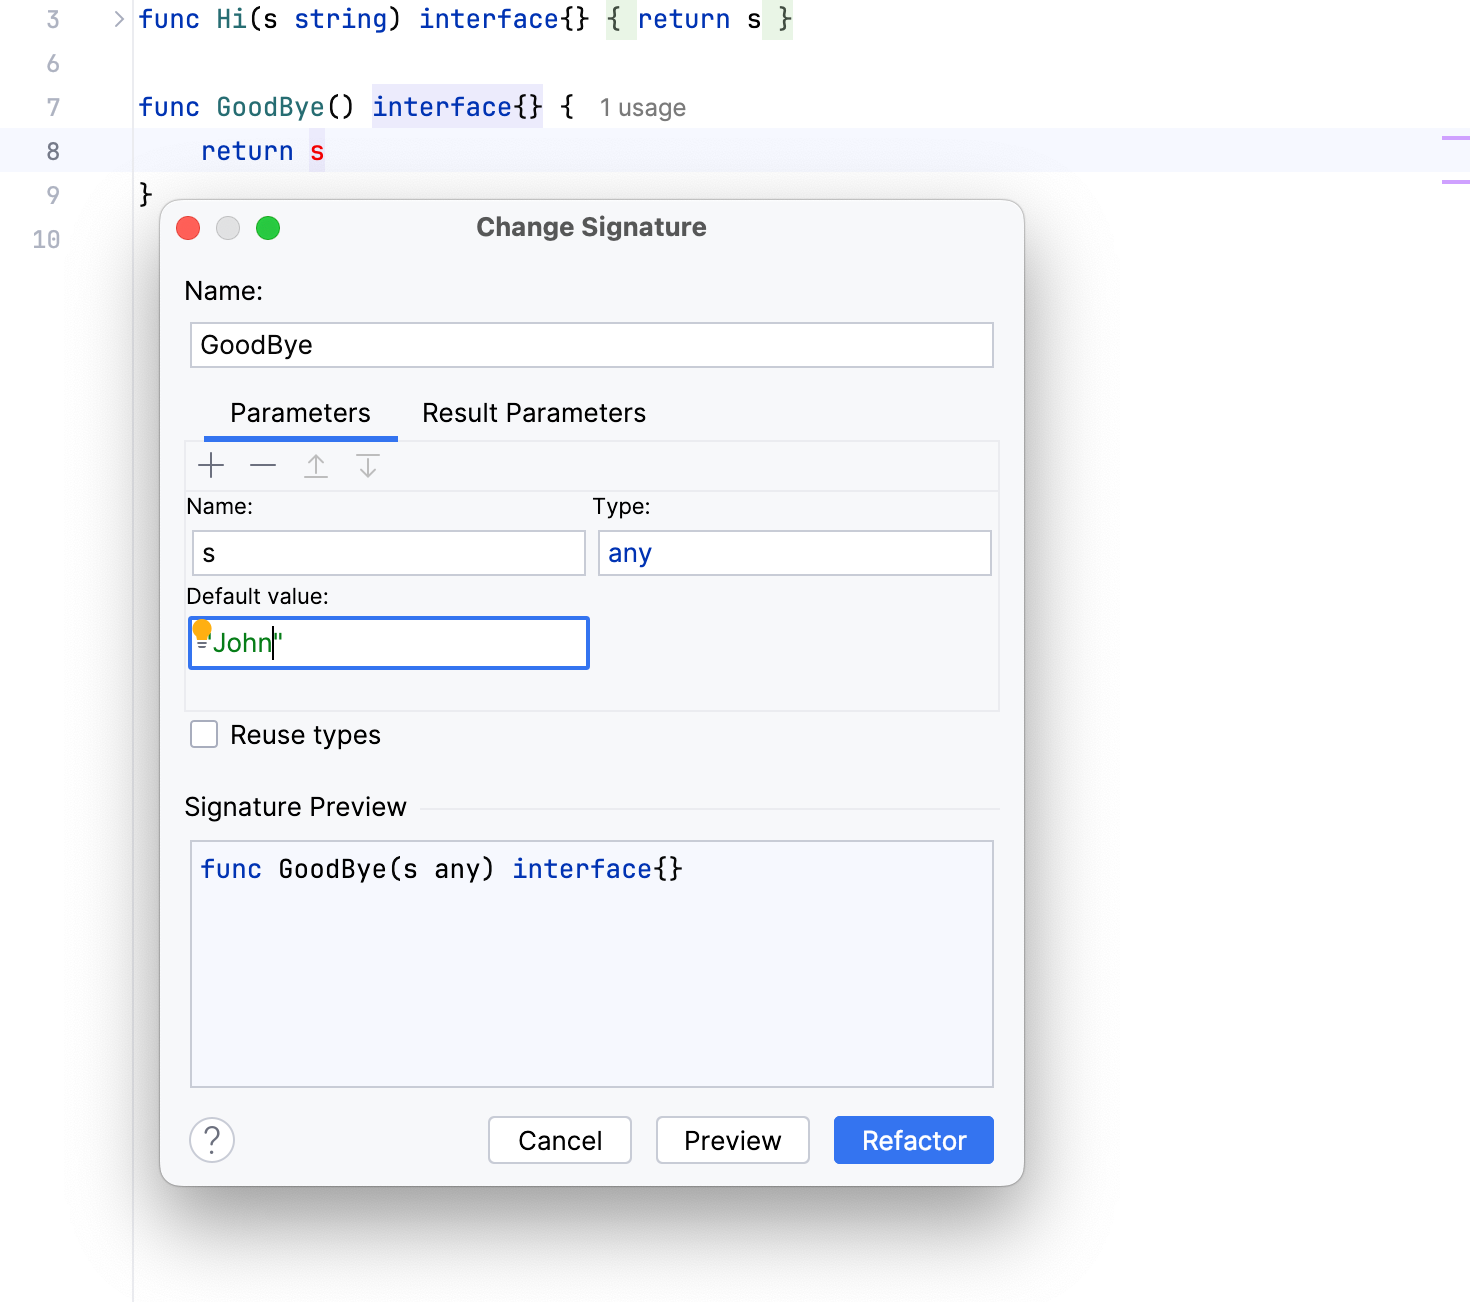 3 func Hi(s string) interface{} { return s }
6
7 func GoodBye() interface{} { 1 usage
8 return s
9 }
10
Change Signature
Name:
GoodBye
Parameters Result Parameters
Name: Type:
s any
Default value:
"John"
Reuse types
Signature Preview
func GoodBye(s any) interface{}
? Cancel Preview Refactor